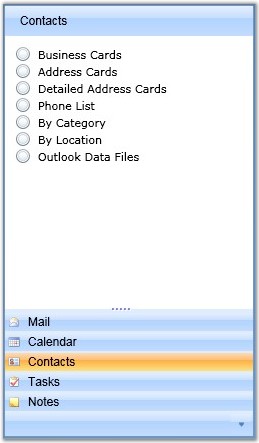 Contacts
Business Cards
Address Cards
Detailed Address Cards
Phone List
By Category
By Location
Outlook Data Files
Mail
Calendar
Contacts
Tasks
Notes